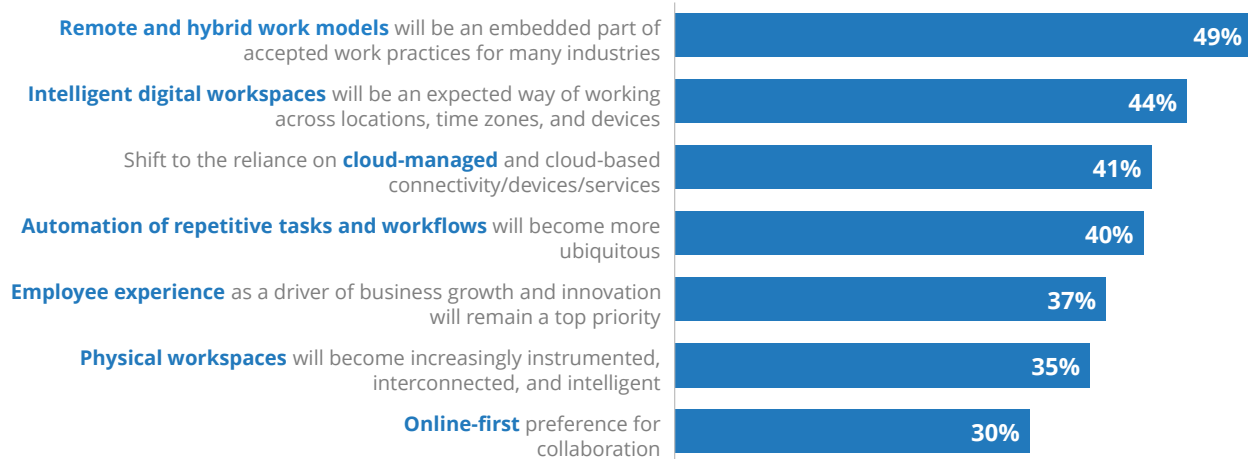 Remote and hybrid work models will be an embedded part of
accepted work practices for many industries
49%
Intelligent digital workspaces will be an expected way of working
across locations, time zones, and devices
44%
Shift to the reliance on cloud-managed and cloud-based
connectivity/devices/services
41%
Automation of repetitive tasks and workflows will become more
ubiquitous
40%
Employee experience as a driver of business growth and innovation
will remain a top priority
37%
Physical workspaces will become increasingly instrumented,
interconnected, and intelligent
35%
Online-first preference for
collaboration
30%